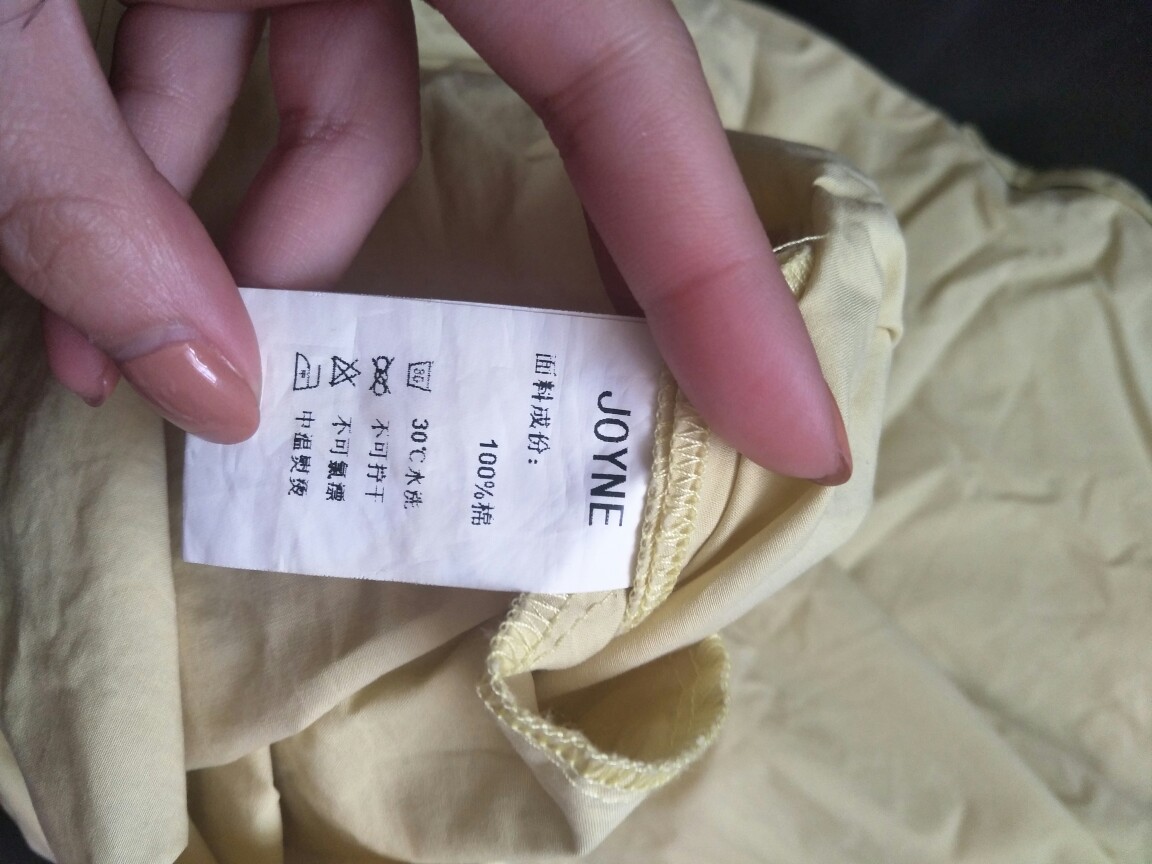 JOYNE
面料成份：
100%棉
30℃水洗
不可拧干
不可氯漂
中温熨烫